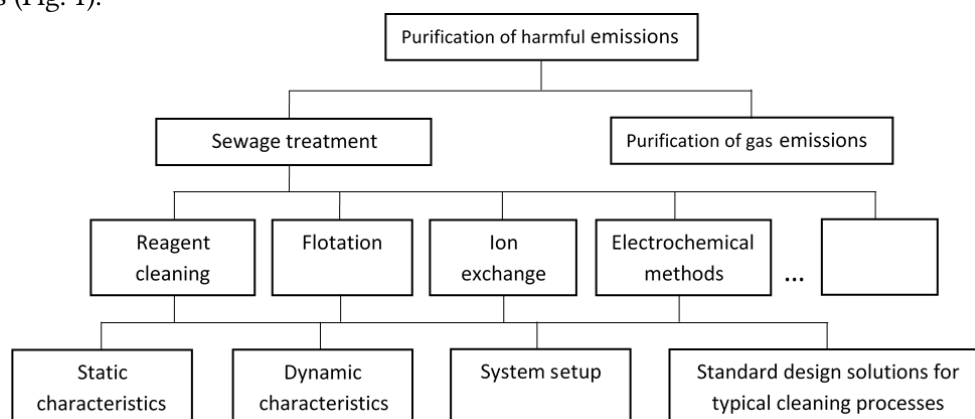 s (Fig. 1).
Purification of harmful emissions
Sewage treatment
Purification of gas emissions
Reagent
cleaning
Flotation
Ion
exchange
Electrochemical
methods
...
Static
characteristics
Dynamic
characteristics
System setup
Standard design solutions for
typical cleaning processes